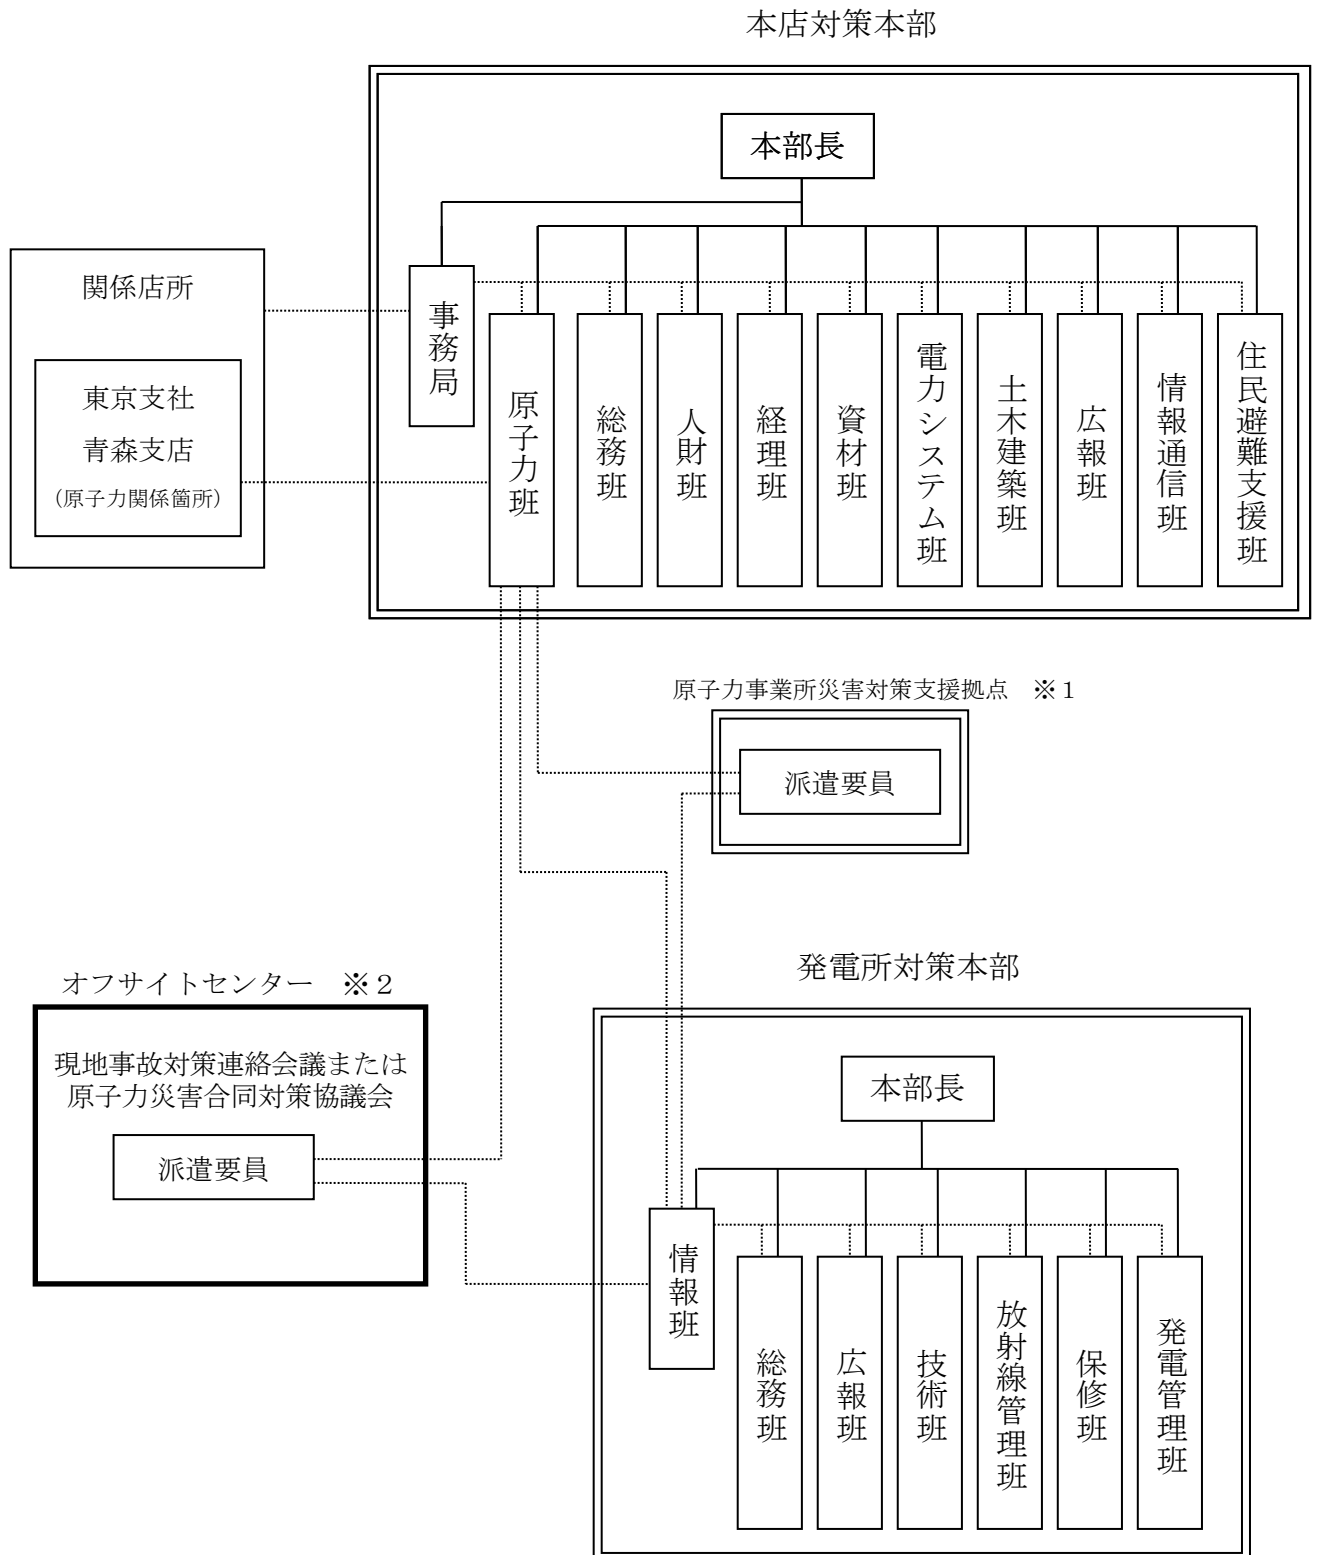 本店対策本部
本部長
関係店所
東京支社
青森支店
(原子力関係箇所)
事務局
原子力班
総務班
人財班
経理班
資材班
電力システム班
土木建築班
広報班
情報通信班
住民避難支援班
原子力事業所災害対策支援拠点 ※1
派遣要員
オフサイトセンター ※2
現地事故対策連絡会議または
原子力災害合同対策協議会
派遣要員
発電所対策本部
本部長
情報班
総務班
広報班
技術班
放射線管理班
保修班
発電管理班